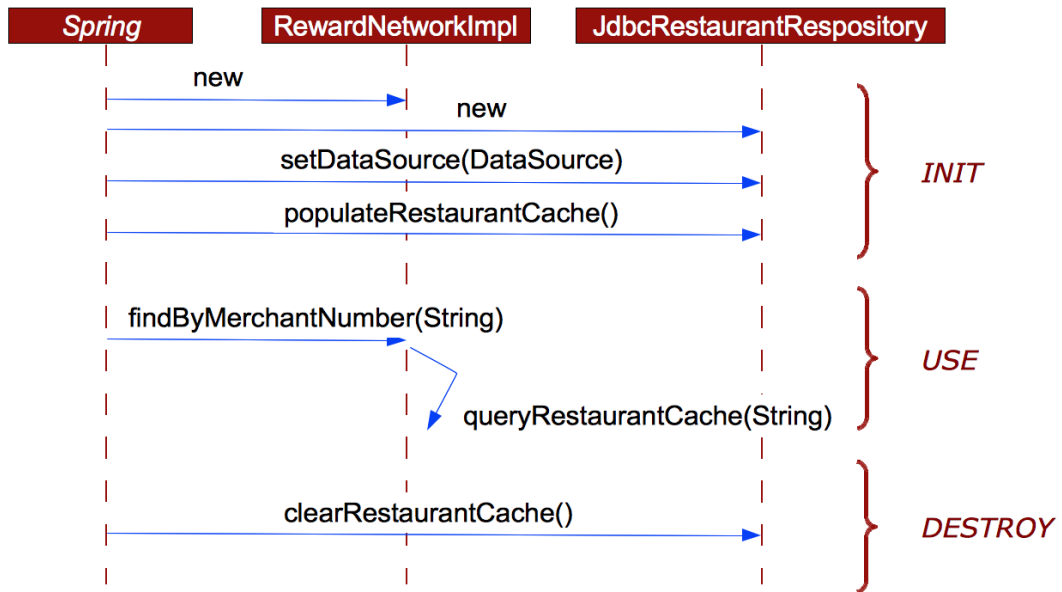 Spring
RewardNetworkImpl
JdbcRestaurantRespository
new
new
setDataSource(DataSource)
populateRestaurantCache()
INIT
findByMerchantNumber(String)
queryRestaurantCache(String)
USE
clearRestaurantCache()
DESTROY